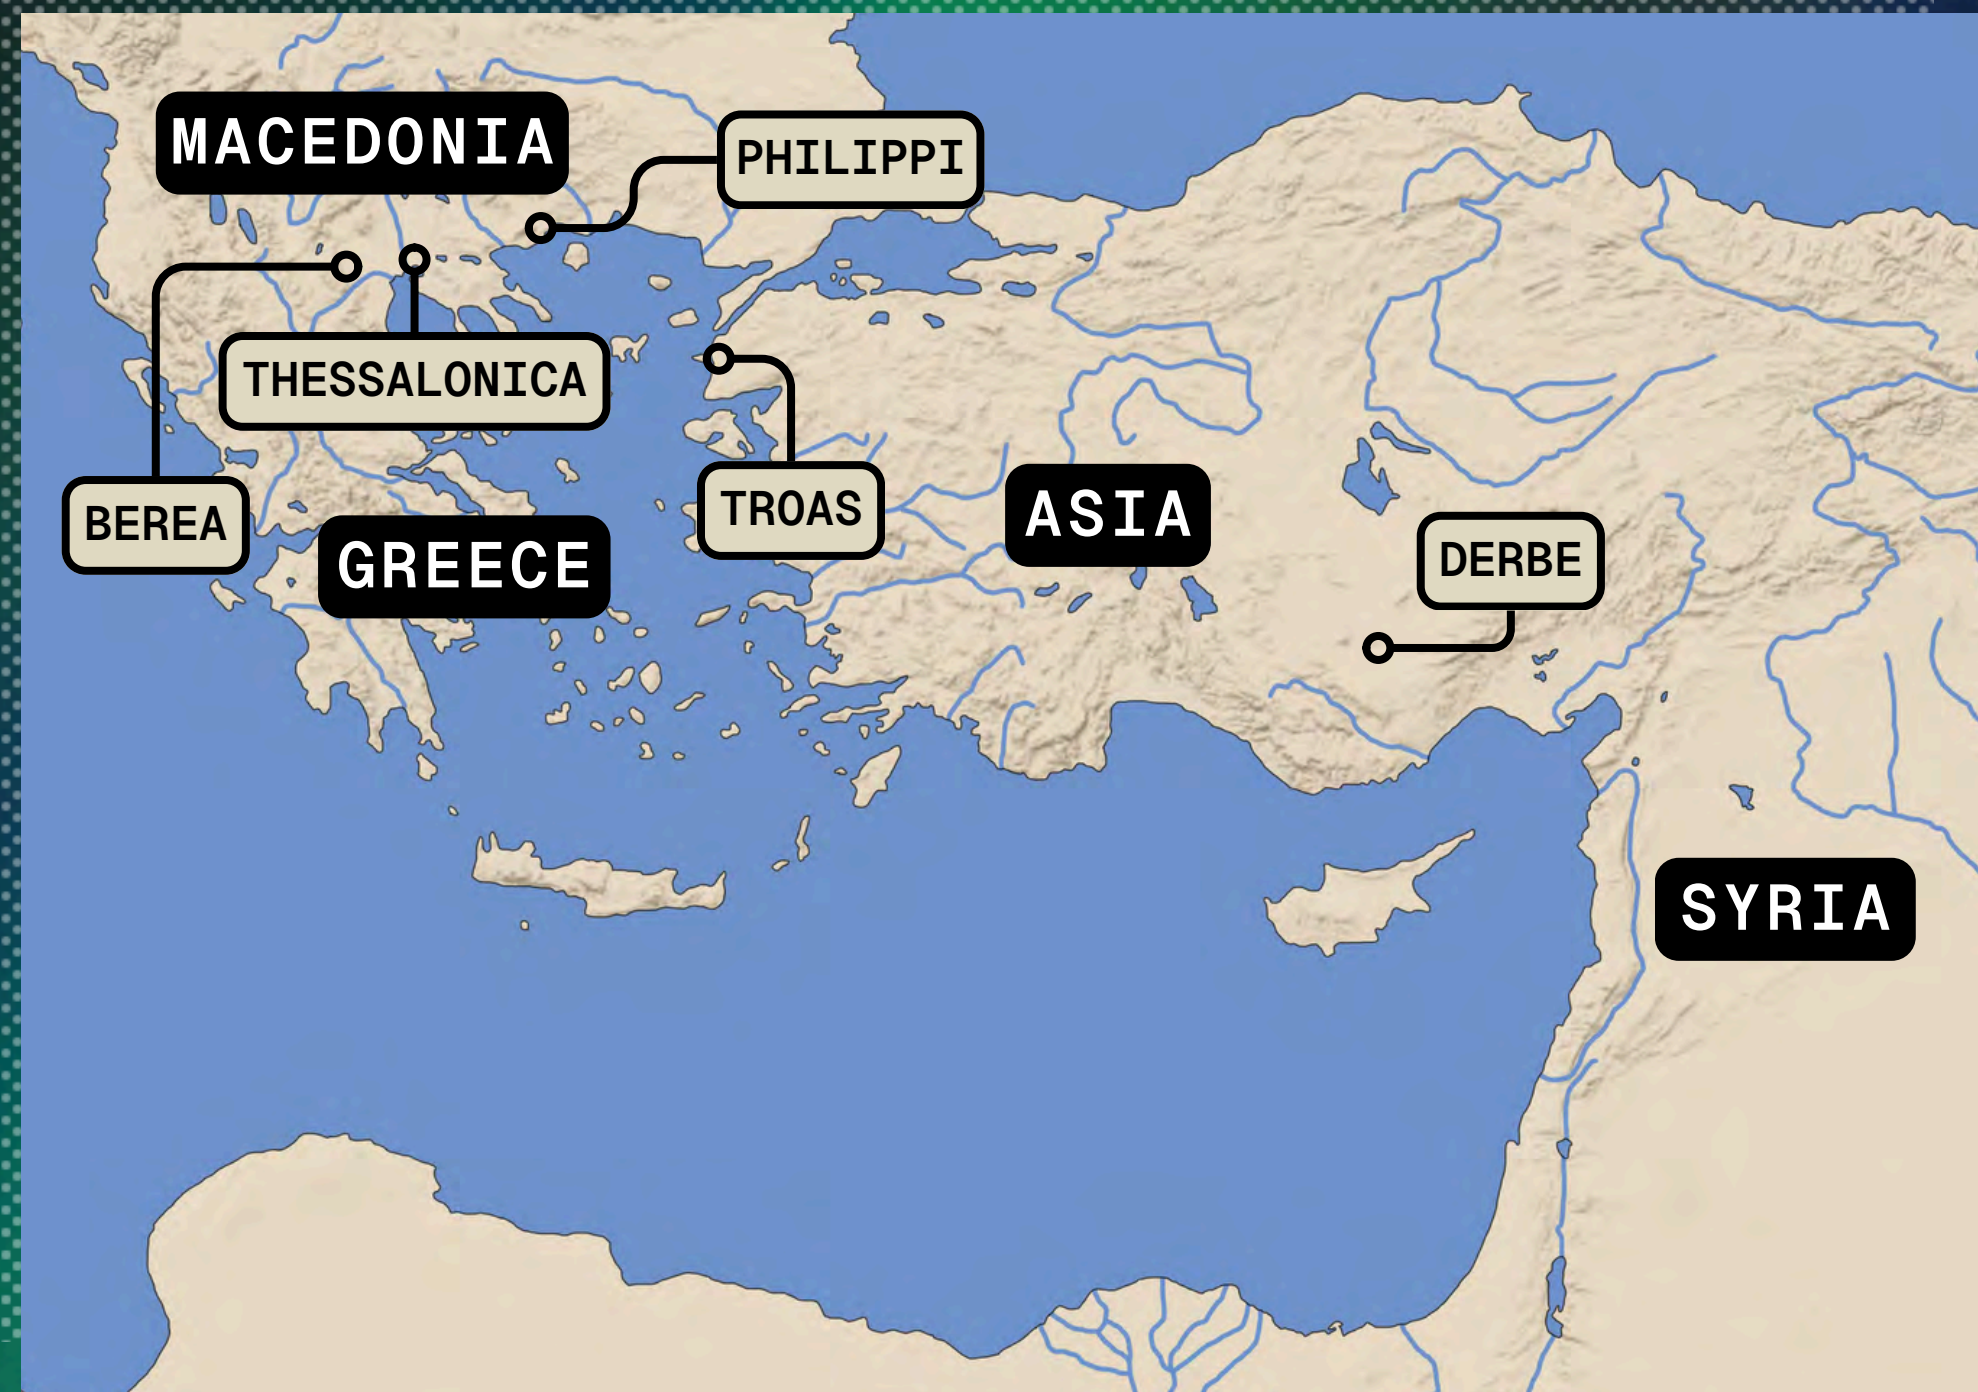 MACEDONIA
PHILIPPI
THESSALONICA
BEREA
GREECE
TROAS
ASIA
DERBE
SYRIA